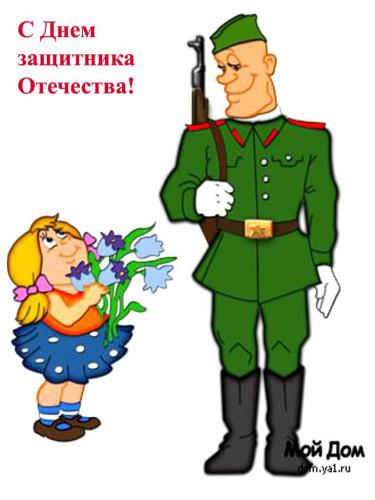 С Днем
защитника
Отечества!
Мой Дом
dom.ya1.ru